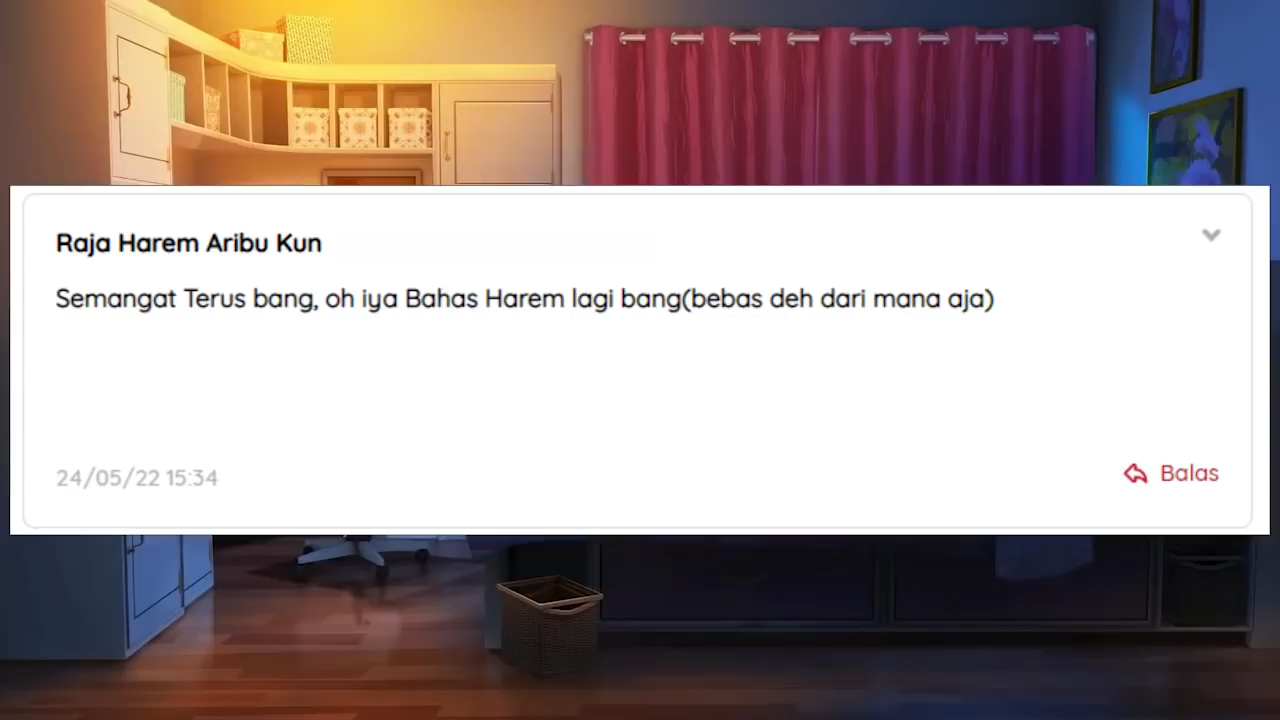 Raja Harem Aribu Kun
Semangat Terus bang, oh iya Bahas Harem lagi bang(bebas deh dari mana aja)
24/05/22 15:34
Balas